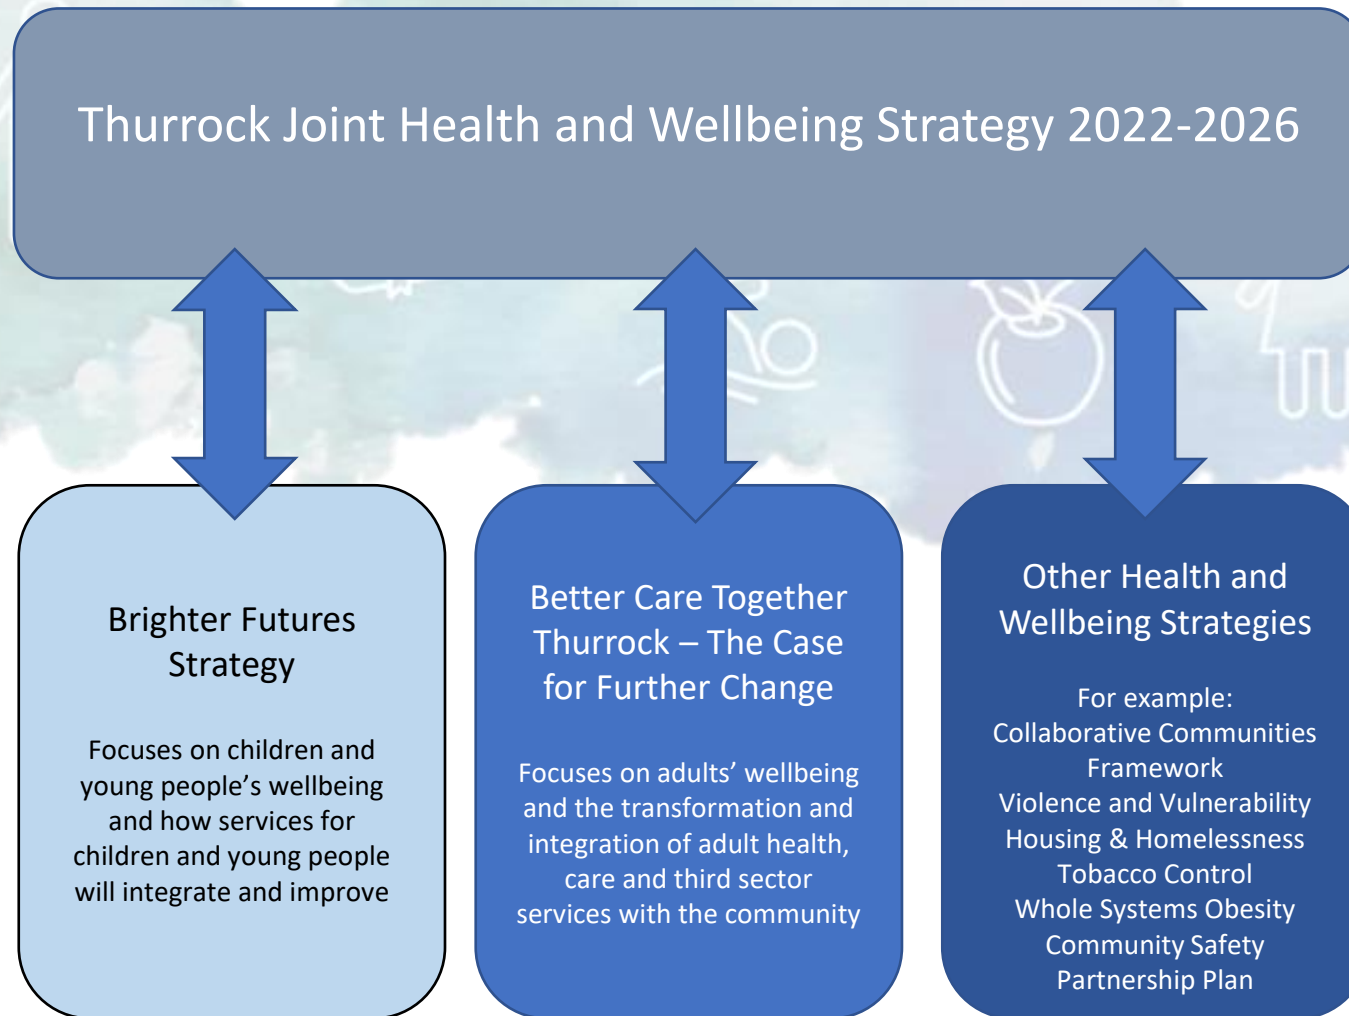 Thurrock Joint Health and Wellbeing Strategy 2022-2026
Brighter Futures
Strategy
Focuses on children and
young people’s wellbeing
and how services for
children and young people
will integrate and improve
Better Care Together
Thurrock – The Case
for Further Change
Focuses on adults’ wellbeing
and the transformation and
integration of adult health,
care and third sector
services with the community
Other Health and
Wellbeing Strategies
For example:
Collaborative Communities
Framework
Violence and Vulnerability
Housing & Homelessness
Tobacco Control
Whole Systems Obesity
Community Safety
Partnership Plan